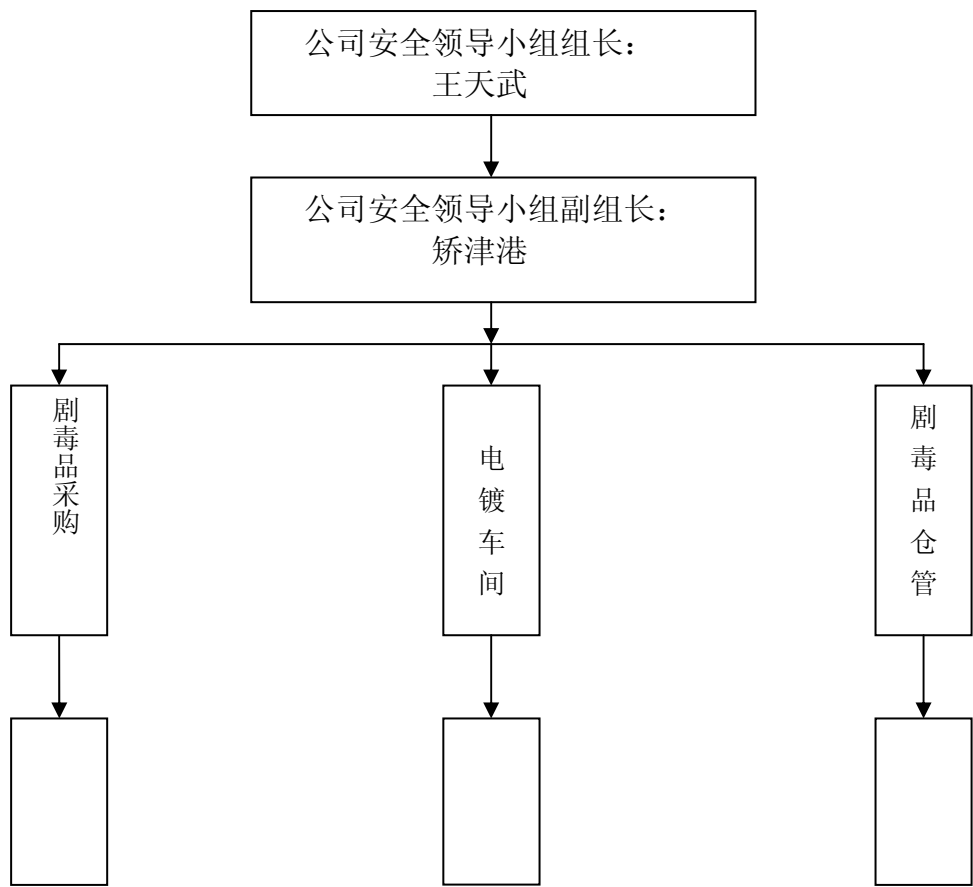 公司安全领导小组组长：
王天武
公司安全领导小组副组长：
矫津港
剧毒品采购
电镀车间
剧毒品仓管